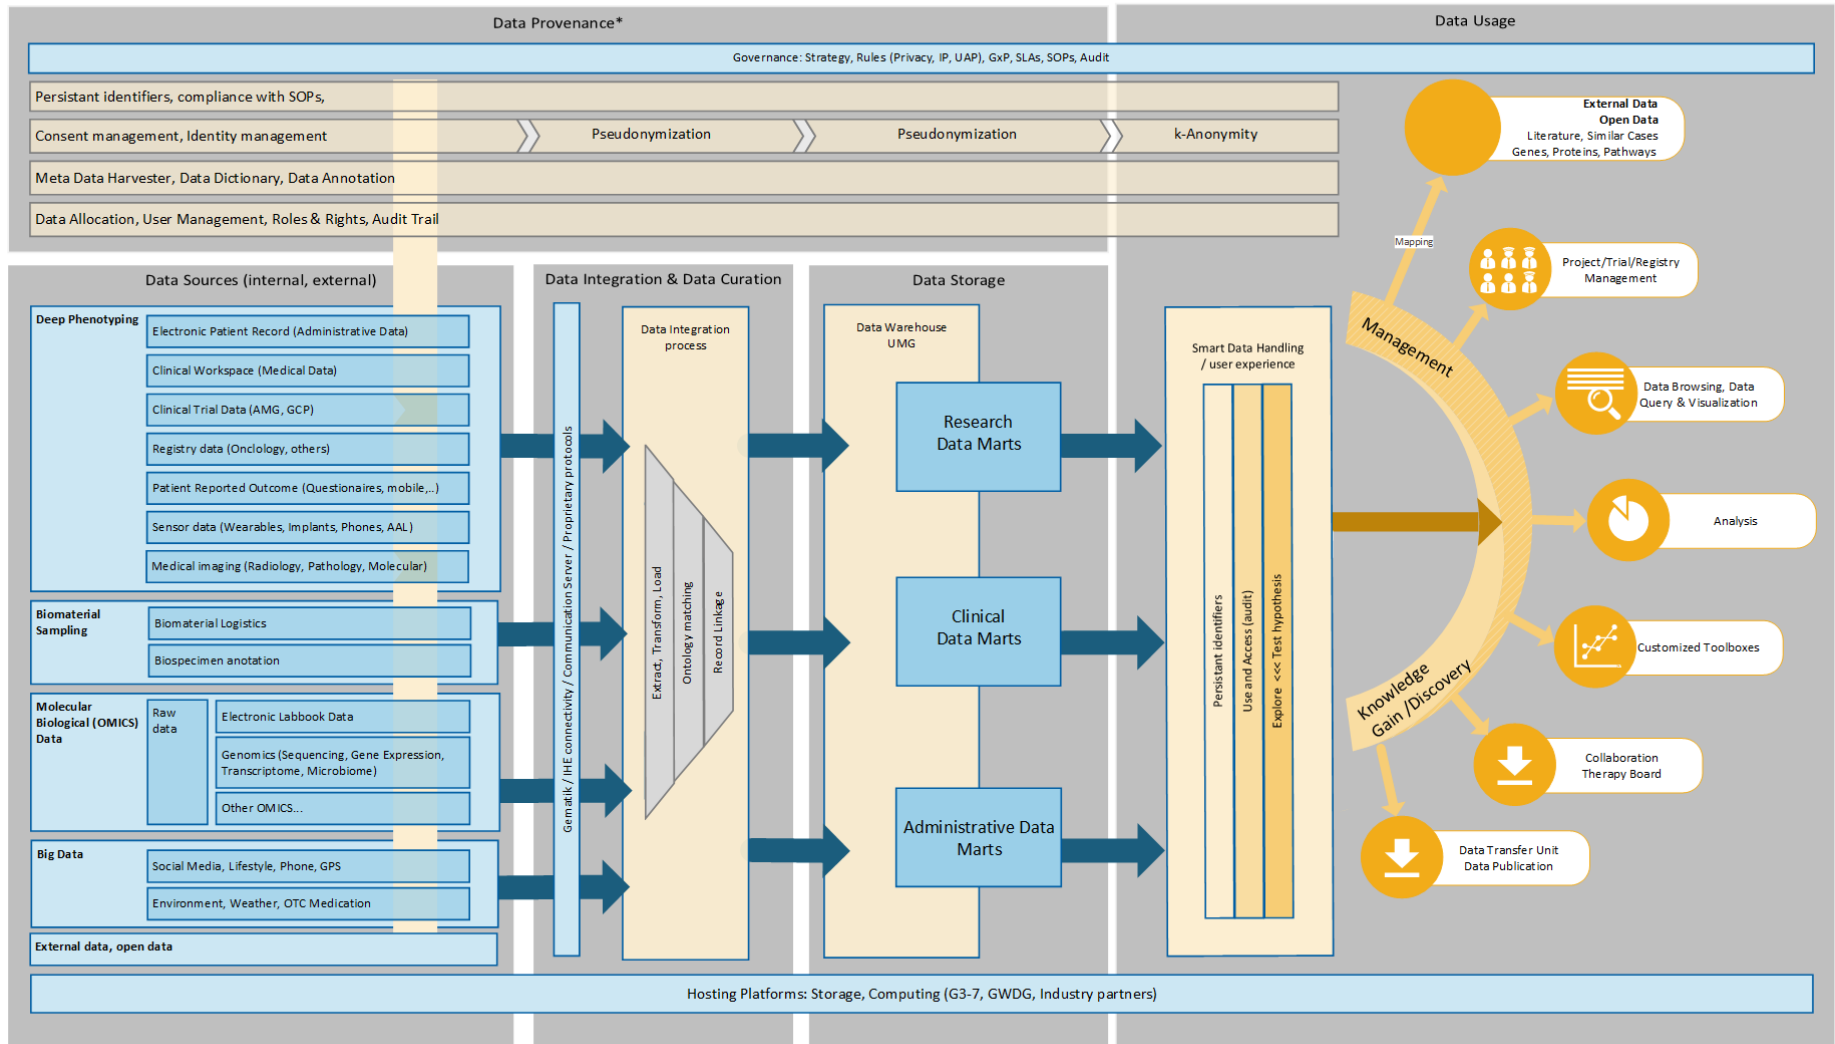 Data Provenance*
Data Usage
Governance: Strategy, Rules (Privacy, IP, UAP), GxP, SLAs, SOPs, Audit
Persistant identifiers, compliance with SOPs,
Consent management, Identity management
Pseudonymization
Pseudonymization
k-Anonymity
Meta Data Harvester, Data Dictionary, Data Annotation
Data Allocation, User Management, Roles & Rights, Audit Trail
Data Sources (internal, external)
Deep Phenotyping
Electronic Patient Record (Administrative Data)
Clinical Workspace (Medical Data)
Clinical Trial Data (AMG, GCP)
Registry data (Onclology, others)
Patient Reported Outcome (Questionaires, mobile,..)
Sensor data (Wearables, Implants, Phones, AAL)
Medical imaging (Radiology, Pathology, Molecular)
Biomaterial
Sampling
Biomaterial Logistics
Biospecimen anotation
Molecular
Biological (OMICS)
Data
Raw
data
Electronic Labbook Data
Genomics (Sequencing, Gene Expression,
Transcriptome, Microbiome)
Other OMICS...
Big Data
Social Media, Lifestyle, Phone, GPS
Environment, Weather, OTC Medication
External data, open data
Data Integration & Data Curation
Gematik / IHE connectivity / Communication Server / Proprietary protocols
Data Integration
process
Extract, Transform, Load
Ontology matching
Record Linkage
Data Storage
Data Warehouse
UMG
Research
Data Marts
Clinical
Data Marts
Administrative Data
Marts
Smart Data Handling
/ user experience
Persistant identifiers
Use and Access (audit)
Explore <<< Test hypothesis
Management
Knowledge
Gain /Discovery
Mapping
External Data
Open Data
Literature, Similar Cases
Genes, Proteins, Pathways
Project/Trial/Registry
Management
Data Browsing, Data
Query & Visualization
Analysis
Customized Toolboxes
Collaboration
Therapy Board
Data Transfer Unit
Data Publication
Hosting Platforms: Storage, Computing (G3-7, GWDG, Industry partners)